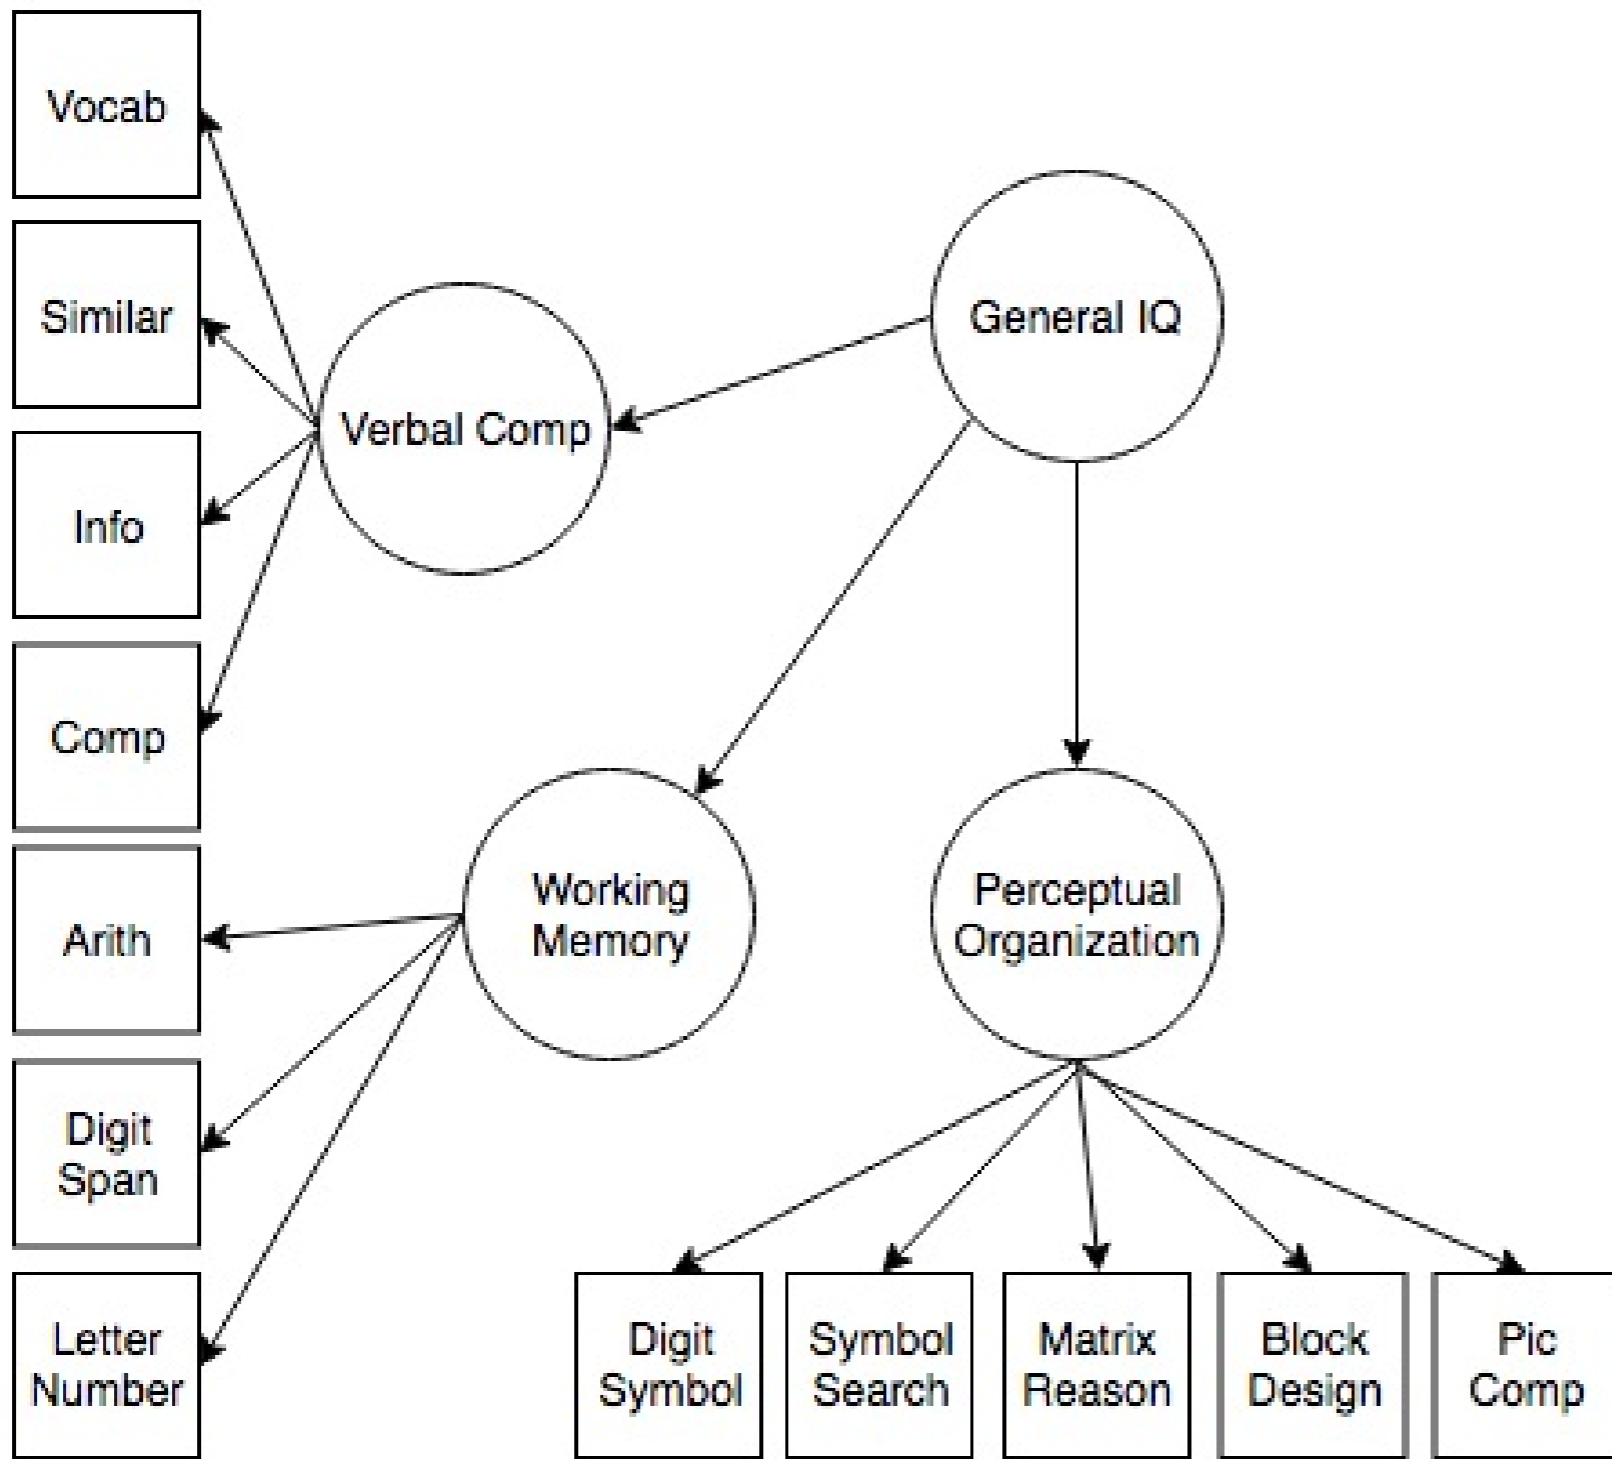 Vocab
Similar
Info
Comp
Arith
Digit
Span
Letter
Number
Verbal Comp
General IQ
Working
Memory
Perceptual
Organization
Digit
Symbol
Symbol
Search
Matrix
Reason
Block
Design
Pic
Comp